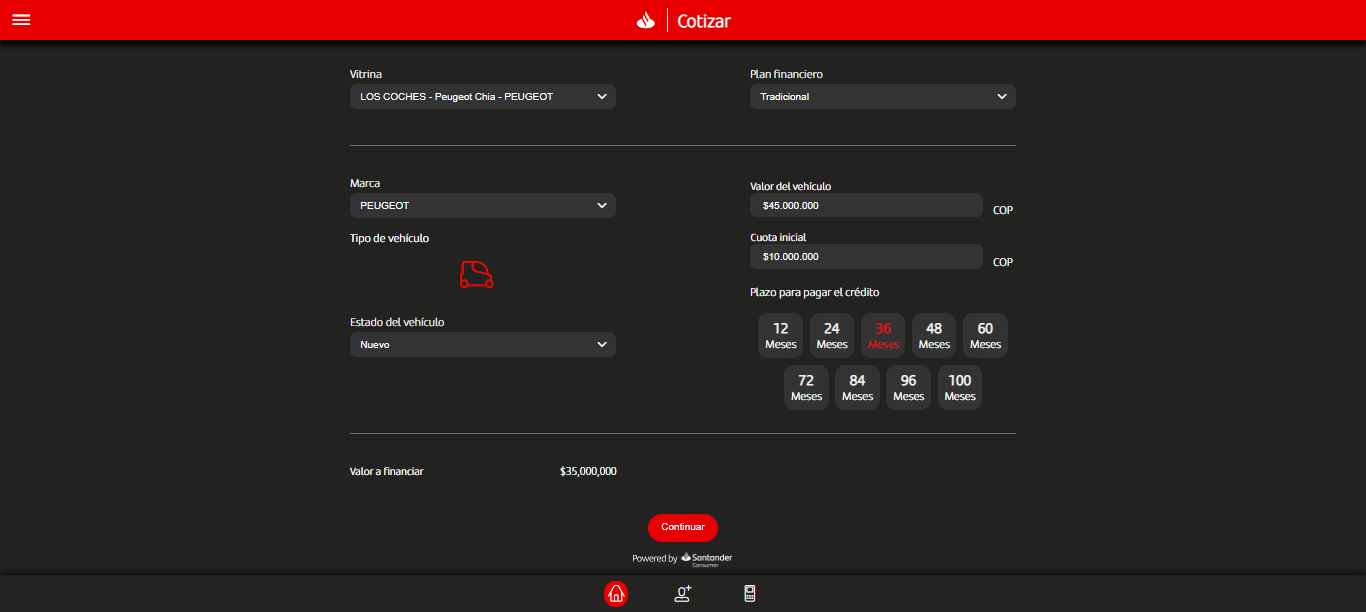 Cotizar
Vitrina
LOS COCHES - Peugeot Chia - PEUGEOT
Plan financiero
Tradicional
Marca
PEUGEOT
Tipo de vehículo
Estado del vehículo
Nuevo
Valor del vehículo
$45.000.000
COP
Cuota inicial
$10.000.000
COP
Plazo para pagar el crédito
12 24 36 48 60
Meses Meses Meses Meses Meses
72 84 96 100
Meses Meses Meses Meses
Valor a financiar $35,000,000
Continuar
Powered by Santander
Consumer